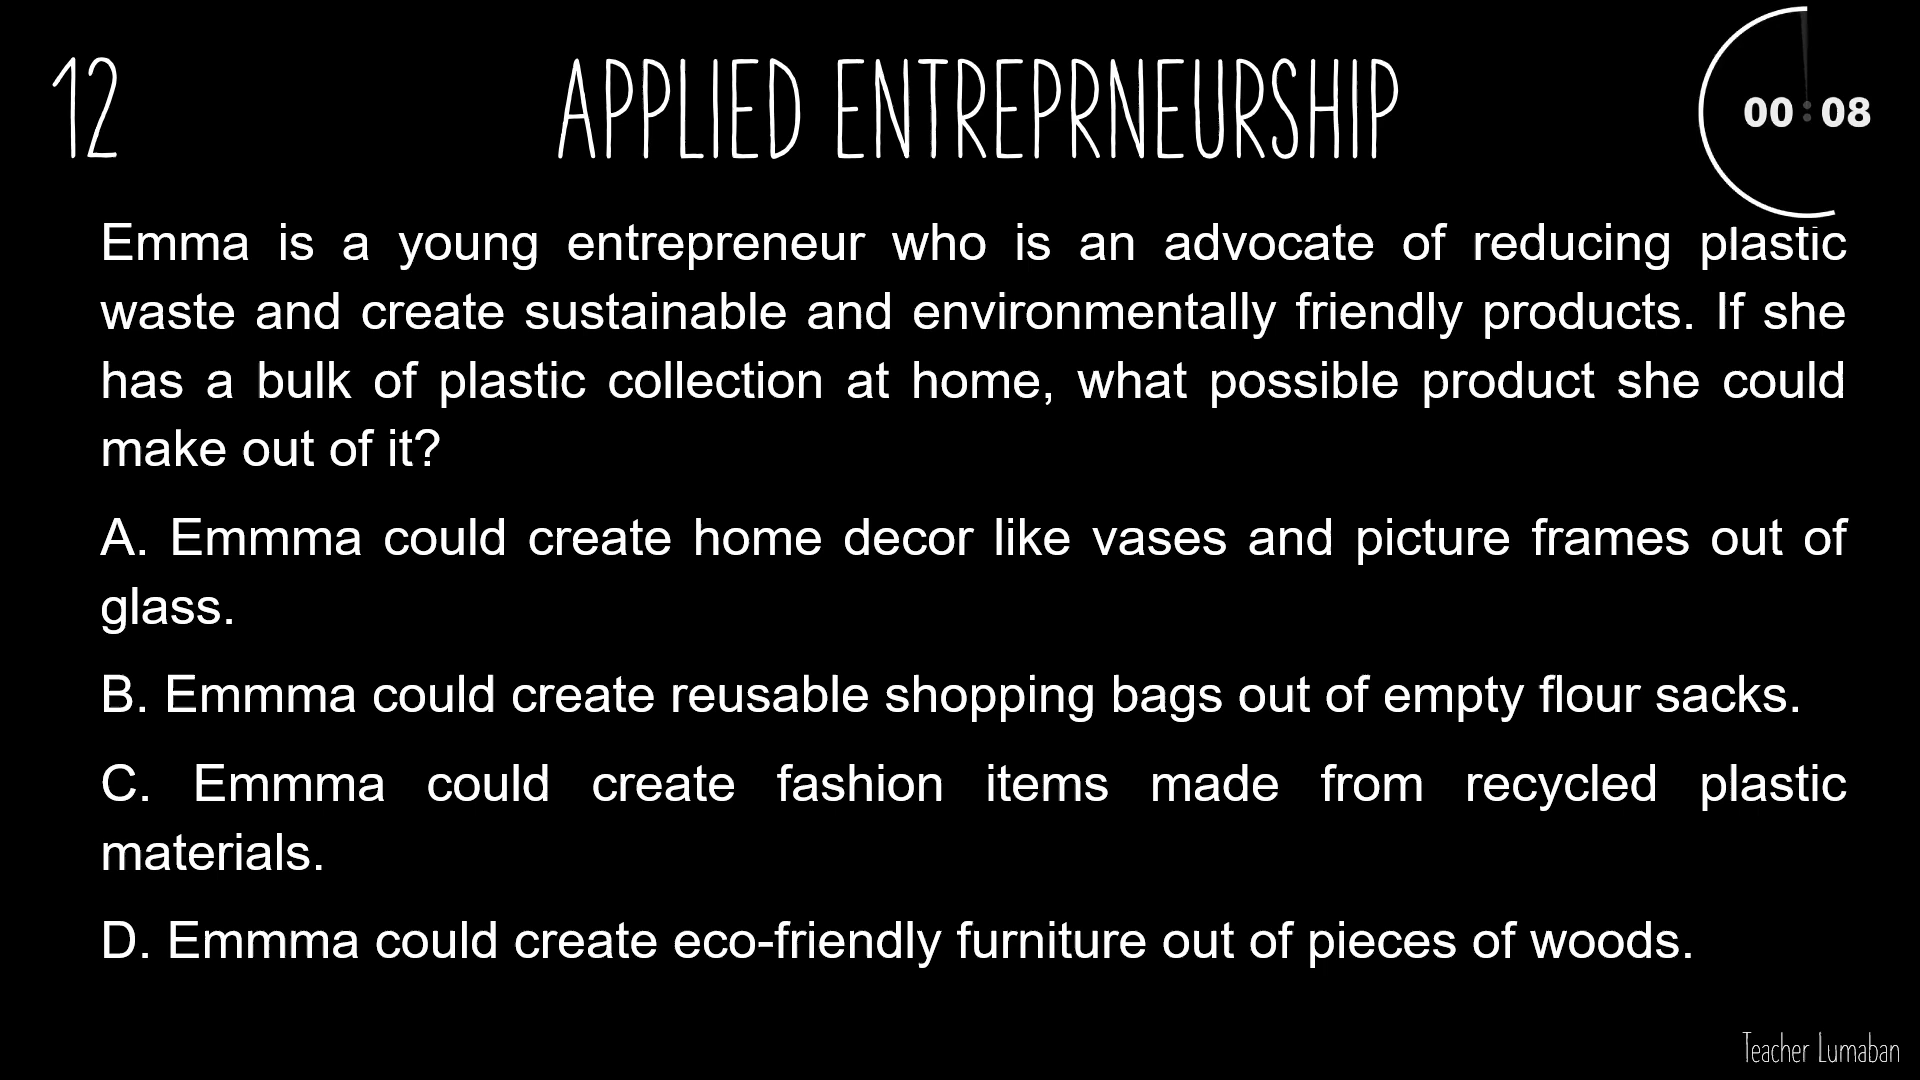 12
APPLIED ENTREPRNEURSHIP
00:08
Emma is a young entrepreneur who is an advocate of reducing plastic
waste and create sustainable and environmentally friendly products. If she
has a bulk of plastic collection at home, what possible product she could
make out of it?
A. Emmma could create home decor like vases and picture frames out of
glass.
B. Emmma could create reusable shopping bags out of empty flour sacks.
C. Emmma could create fashion items made from recycled plastic
materials.
D. Emmma could create eco-friendly furniture out of pieces of woods.
Teacher Lumaban